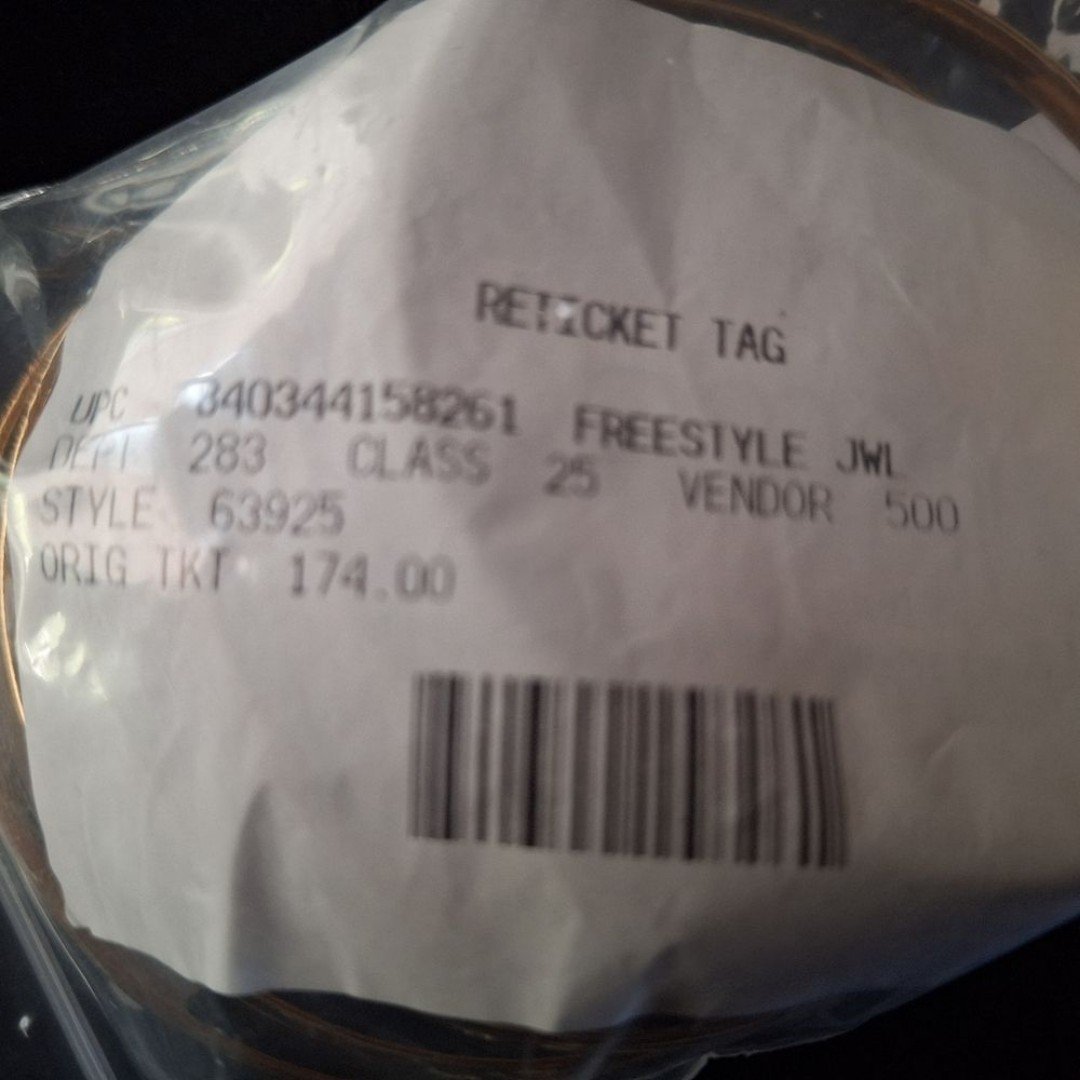 RETICKET TAG
UPC 840344158261 FREESTYLE JWL
DEPT 283 CLASS 25 VENDOR 500
STYLE 63925
ORIG TKT 174.00